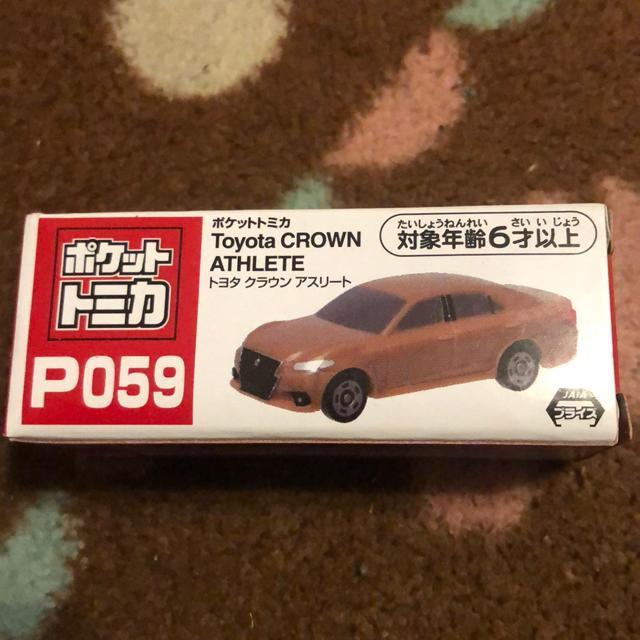 ポケット
トミカ
P059
ポケットトミカ
Toyota CROWN
ATHLETE
トヨタ クラウン アスリート
たいしょうねんれい さい い じょう
対象年齢6才以上
JAIA
プライズ